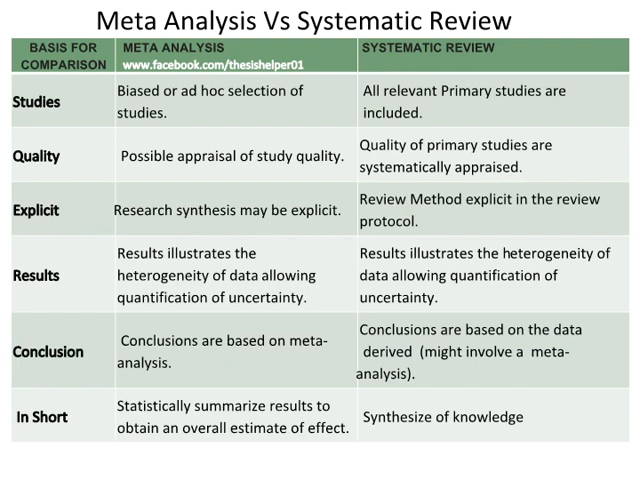 Meta Analysis Vs Systematic Review
BASIS FOR
COMPARISON
META ANALYSIS
www.facebook.com/thesishelper01
SYSTEMATIC REVIEW
Studies
Biased or ad hoc selection of
studies.
All relevant Primary studies are
included.
Quality
Possible appraisal of study quality.
Quality of primary studies are
systematically appraised.
Explicit
Research synthesis may be explicit.
Review Method explicit in the review
protocol.
Results
Results illustrates the
heterogeneity of data allowing
quantification of uncertainty.
Results illustrates the heterogeneity of
data allowing quantification of
uncertainty.
Conclusion
Conclusions are based on meta-
analysis.
Conclusions are based on the data
derived (might involve a meta-
analysis).
In Short
Statistically summarize results to
obtain an overall estimate of effect.
Synthesize of knowledge